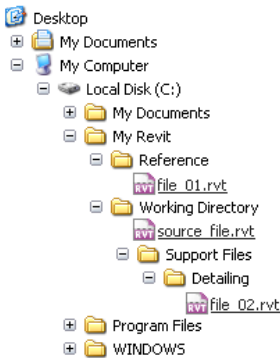 Desktop
My Documents
My Computer
Local Disk (C:)
My Documents
My Revit
Reference
RVT file_01.rvt
Working Directory
RVT source_file.rvt
Support Files
Detailing
RVT file_02.rvt
Program Files
WINDOWS